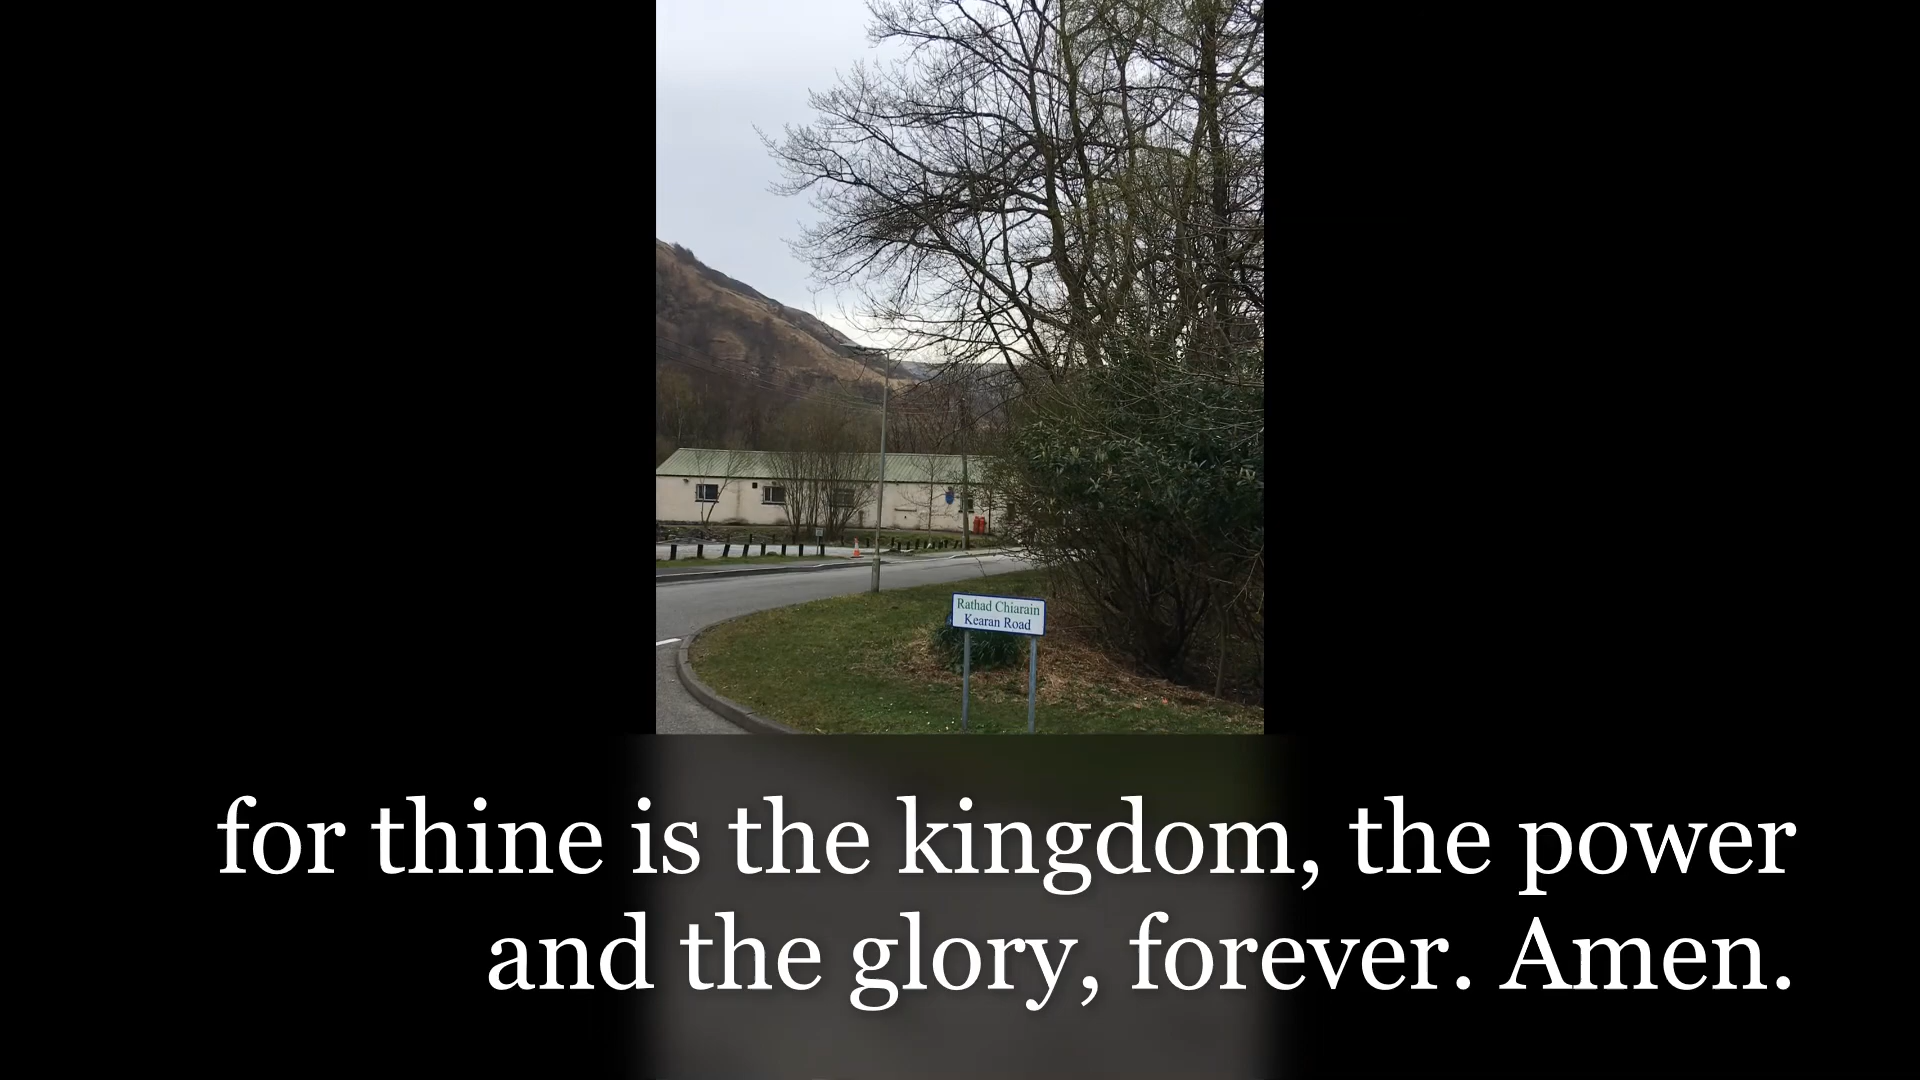 Rathad Chiarain
Kearan Road
for thine is the kingdom, the power
and the glory, forever. Amen.